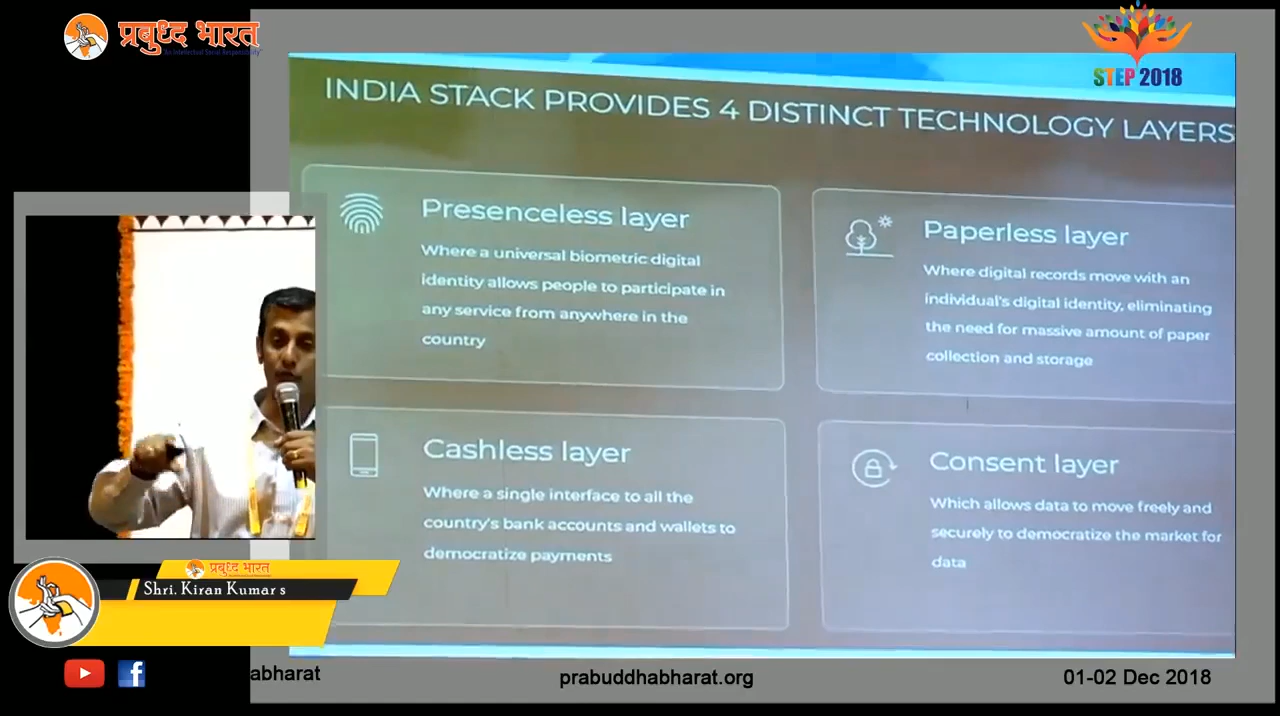 प्रबुध्द भारत
An Intellectual Social Responsibility
STEP 2018
INDIA STACK PROVIDES 4 DISTINCT TECHNOLOGY LAYERS
Presenceless layer
Where a universal biometric digital
identity allows people to participate in
any service from anywhere in the
country
Paperless layer
Where digital records move with an
individual's digital identity, eliminating
the need for massive amount of paper
collection and storage
Cashless layer
Where a single interface to all the
country's bank accounts and wallets to
democratize payments
Consent layer
Which allows data to move freely and
securely to democratize the market for
data
प्रबुध्द भारत
Shri. Kiran Kumar s
abharat
prabuddhabharat.org
01-02 Dec 2018